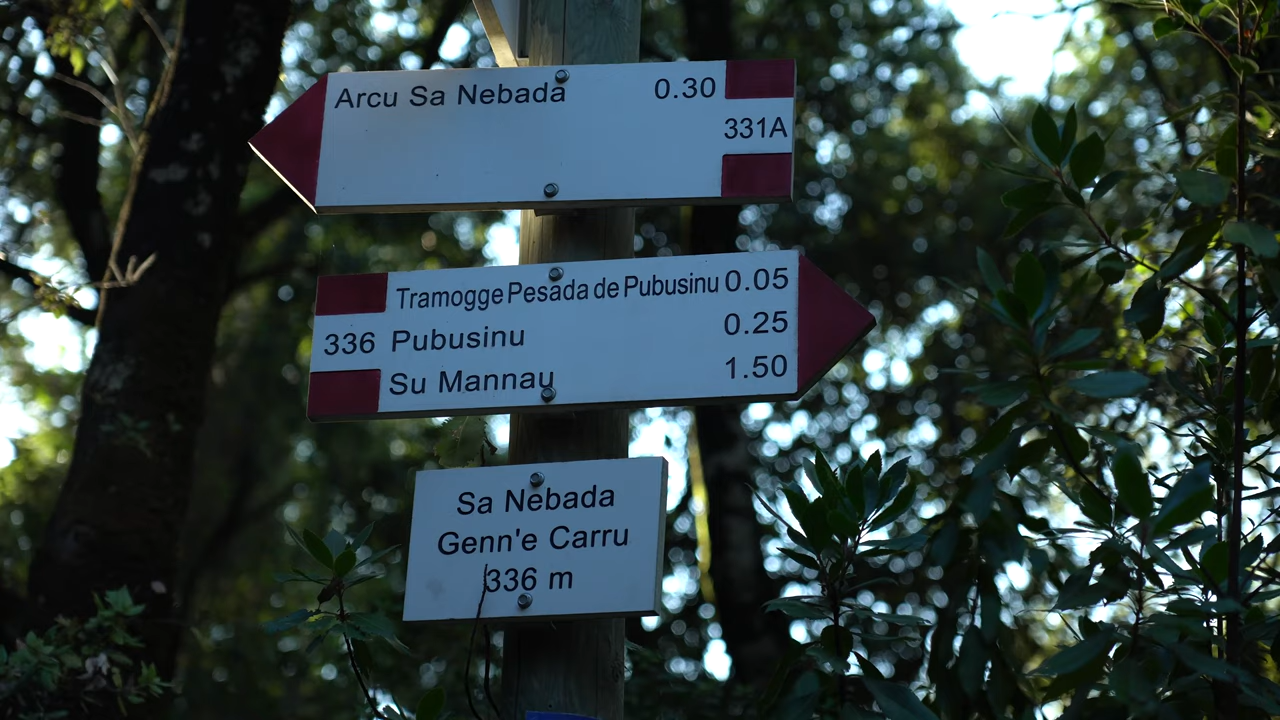 Arcu Sa Nebada 0.30
331A
Tramogge Pesada de Pubusinu 0.05
336 Pubusinu 0.25
Su Mannau 1.50
Sa Nebada
Genn'e Carru
336 m